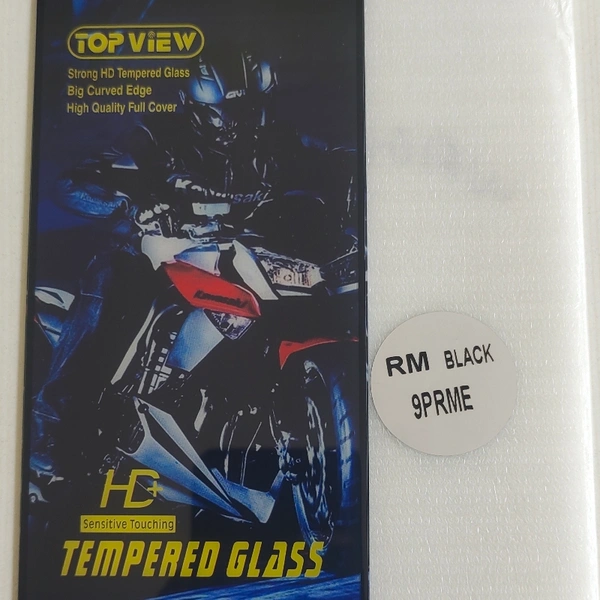 TOP VIEW
Strong HD Tempered Glass
Big Curved Edge
High Quality Full Cover
Kawasaki
Kawasaki
RM BLACK
9PRME
HD+
Sensitive Touching
TEMPERED GLASS